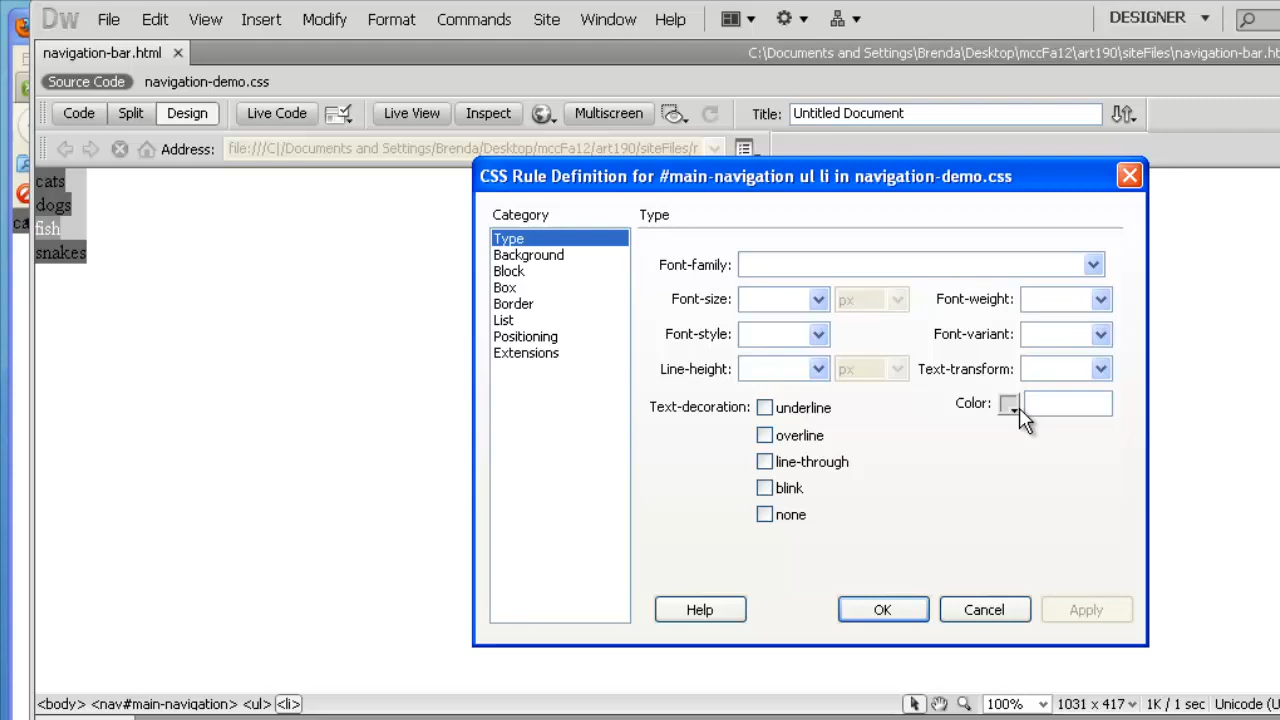 Dw File Edit View Insert Modify Format Commands Site Window Help DESIGNER
navigation-bar.html
C:\Documents and Settings\Brenda\Desktop\mccFa12\art190\siteFiles\navigation-bar.ht
Source Code navigation-demo.css
Code Split Design Live Code Live View Inspect Multiscreen Title: Untitled Document
Address: file:///C|/Documents and Settings/Brenda/Desktop/mccFa12/art190/siteFiles/r
cats
dogs
fish
snakes
ca
CSS Rule Definition for #main-navigation ul li in navigation-demo.css
Category
Type
Background
Block
Box
Border
List
Positioning
Extensions
Type
Font-family:
Font-size: px Font-weight:
Font-style: Font-variant:
Line-height: px Text-transform:
Text-decoration: underline Color:
overline
line-through
blink
none
Help OK Cancel Apply
<body> <nav#main-navigation> <ul> <li> 100% 1031 x 417 1K / 1 sec Unicode (U